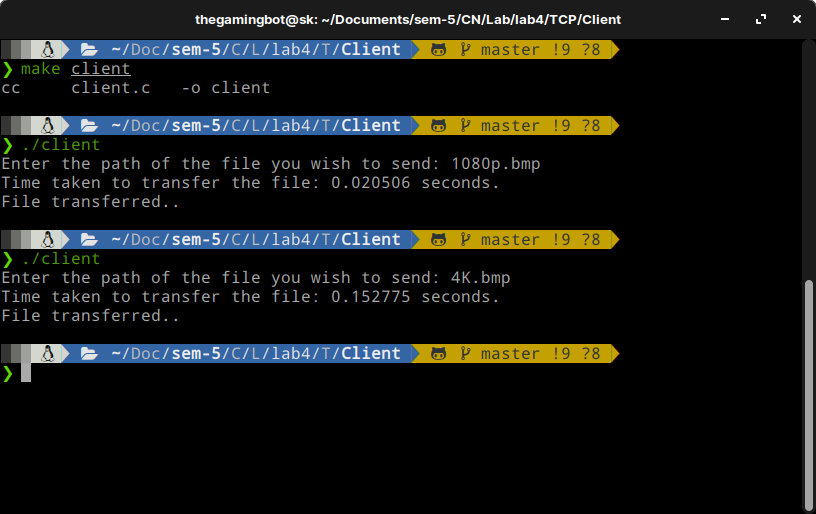 thegamingbot@sk: ~/Documents/sem-5/CN/Lab/lab4/TCP/Client
~/Doc/sem-5/C/L/lab4/T/Client master !9 ?8
❯ make client
cc client.c -o client
~/Doc/sem-5/C/L/lab4/T/Client master !9 ?8
❯ ./client
Enter the path of the file you wish to send: 1080p.bmp
Time taken to transfer the file: 0.020506 seconds.
File transferred..
~/Doc/sem-5/C/L/lab4/T/Client master !9 ?8
❯ ./client
Enter the path of the file you wish to send: 4K.bmp
Time taken to transfer the file: 0.152775 seconds.
File transferred..
~/Doc/sem-5/C/L/lab4/T/Client master !9 ?8
❯